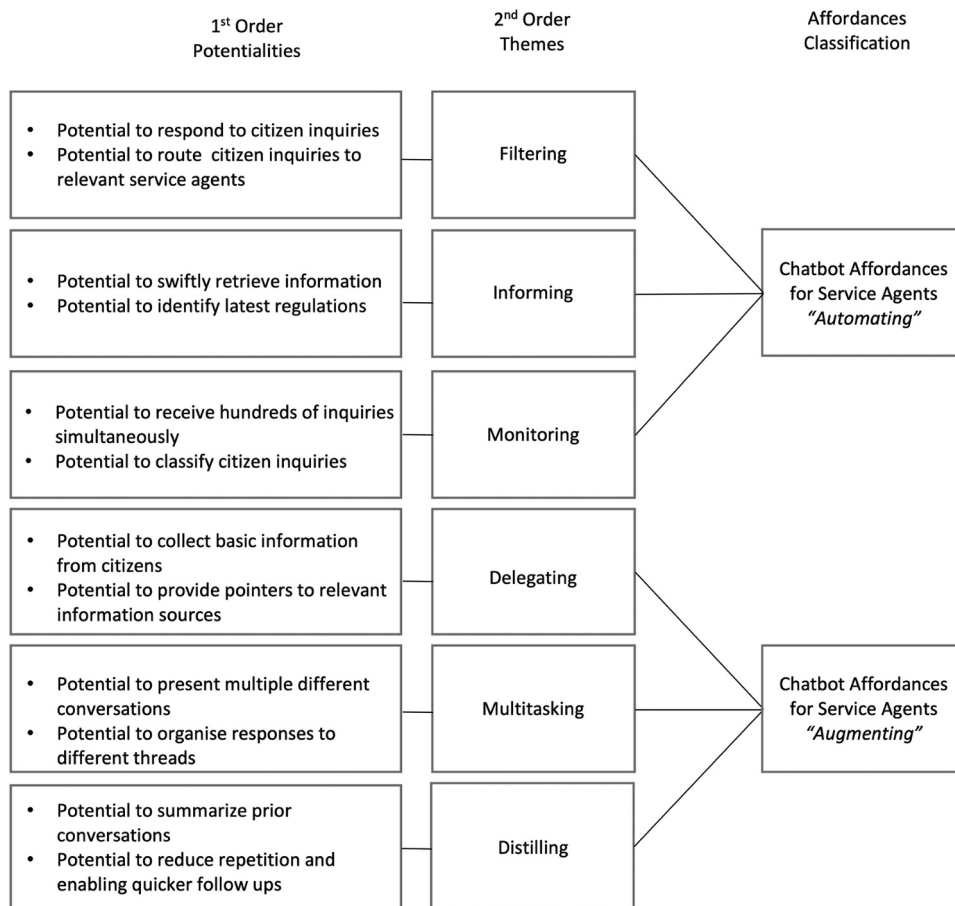 1st Order
Potentialities
2nd Order
Themes
Affordances
Classification
• Potential to respond to citizen inquiries
• Potential to route citizen inquiries to
relevant service agents
Filtering
• Potential to swiftly retrieve information
• Potential to identify latest regulations
Informing
Chatbot Affordances
for Service Agents
“Automating”
• Potential to receive hundreds of inquiries
simultaneously
• Potential to classify citizen inquiries
Monitoring
• Potential to collect basic information
from citizens
• Potential to provide pointers to relevant
information sources
Delegating
• Potential to present multiple different
conversations
• Potential to organise responses to
different threads
Multitasking
Chatbot Affordances
for Service Agents
“Augmenting”
• Potential to summarize prior
conversations
• Potential to reduce repetition and
enabling quicker follow ups
Distilling